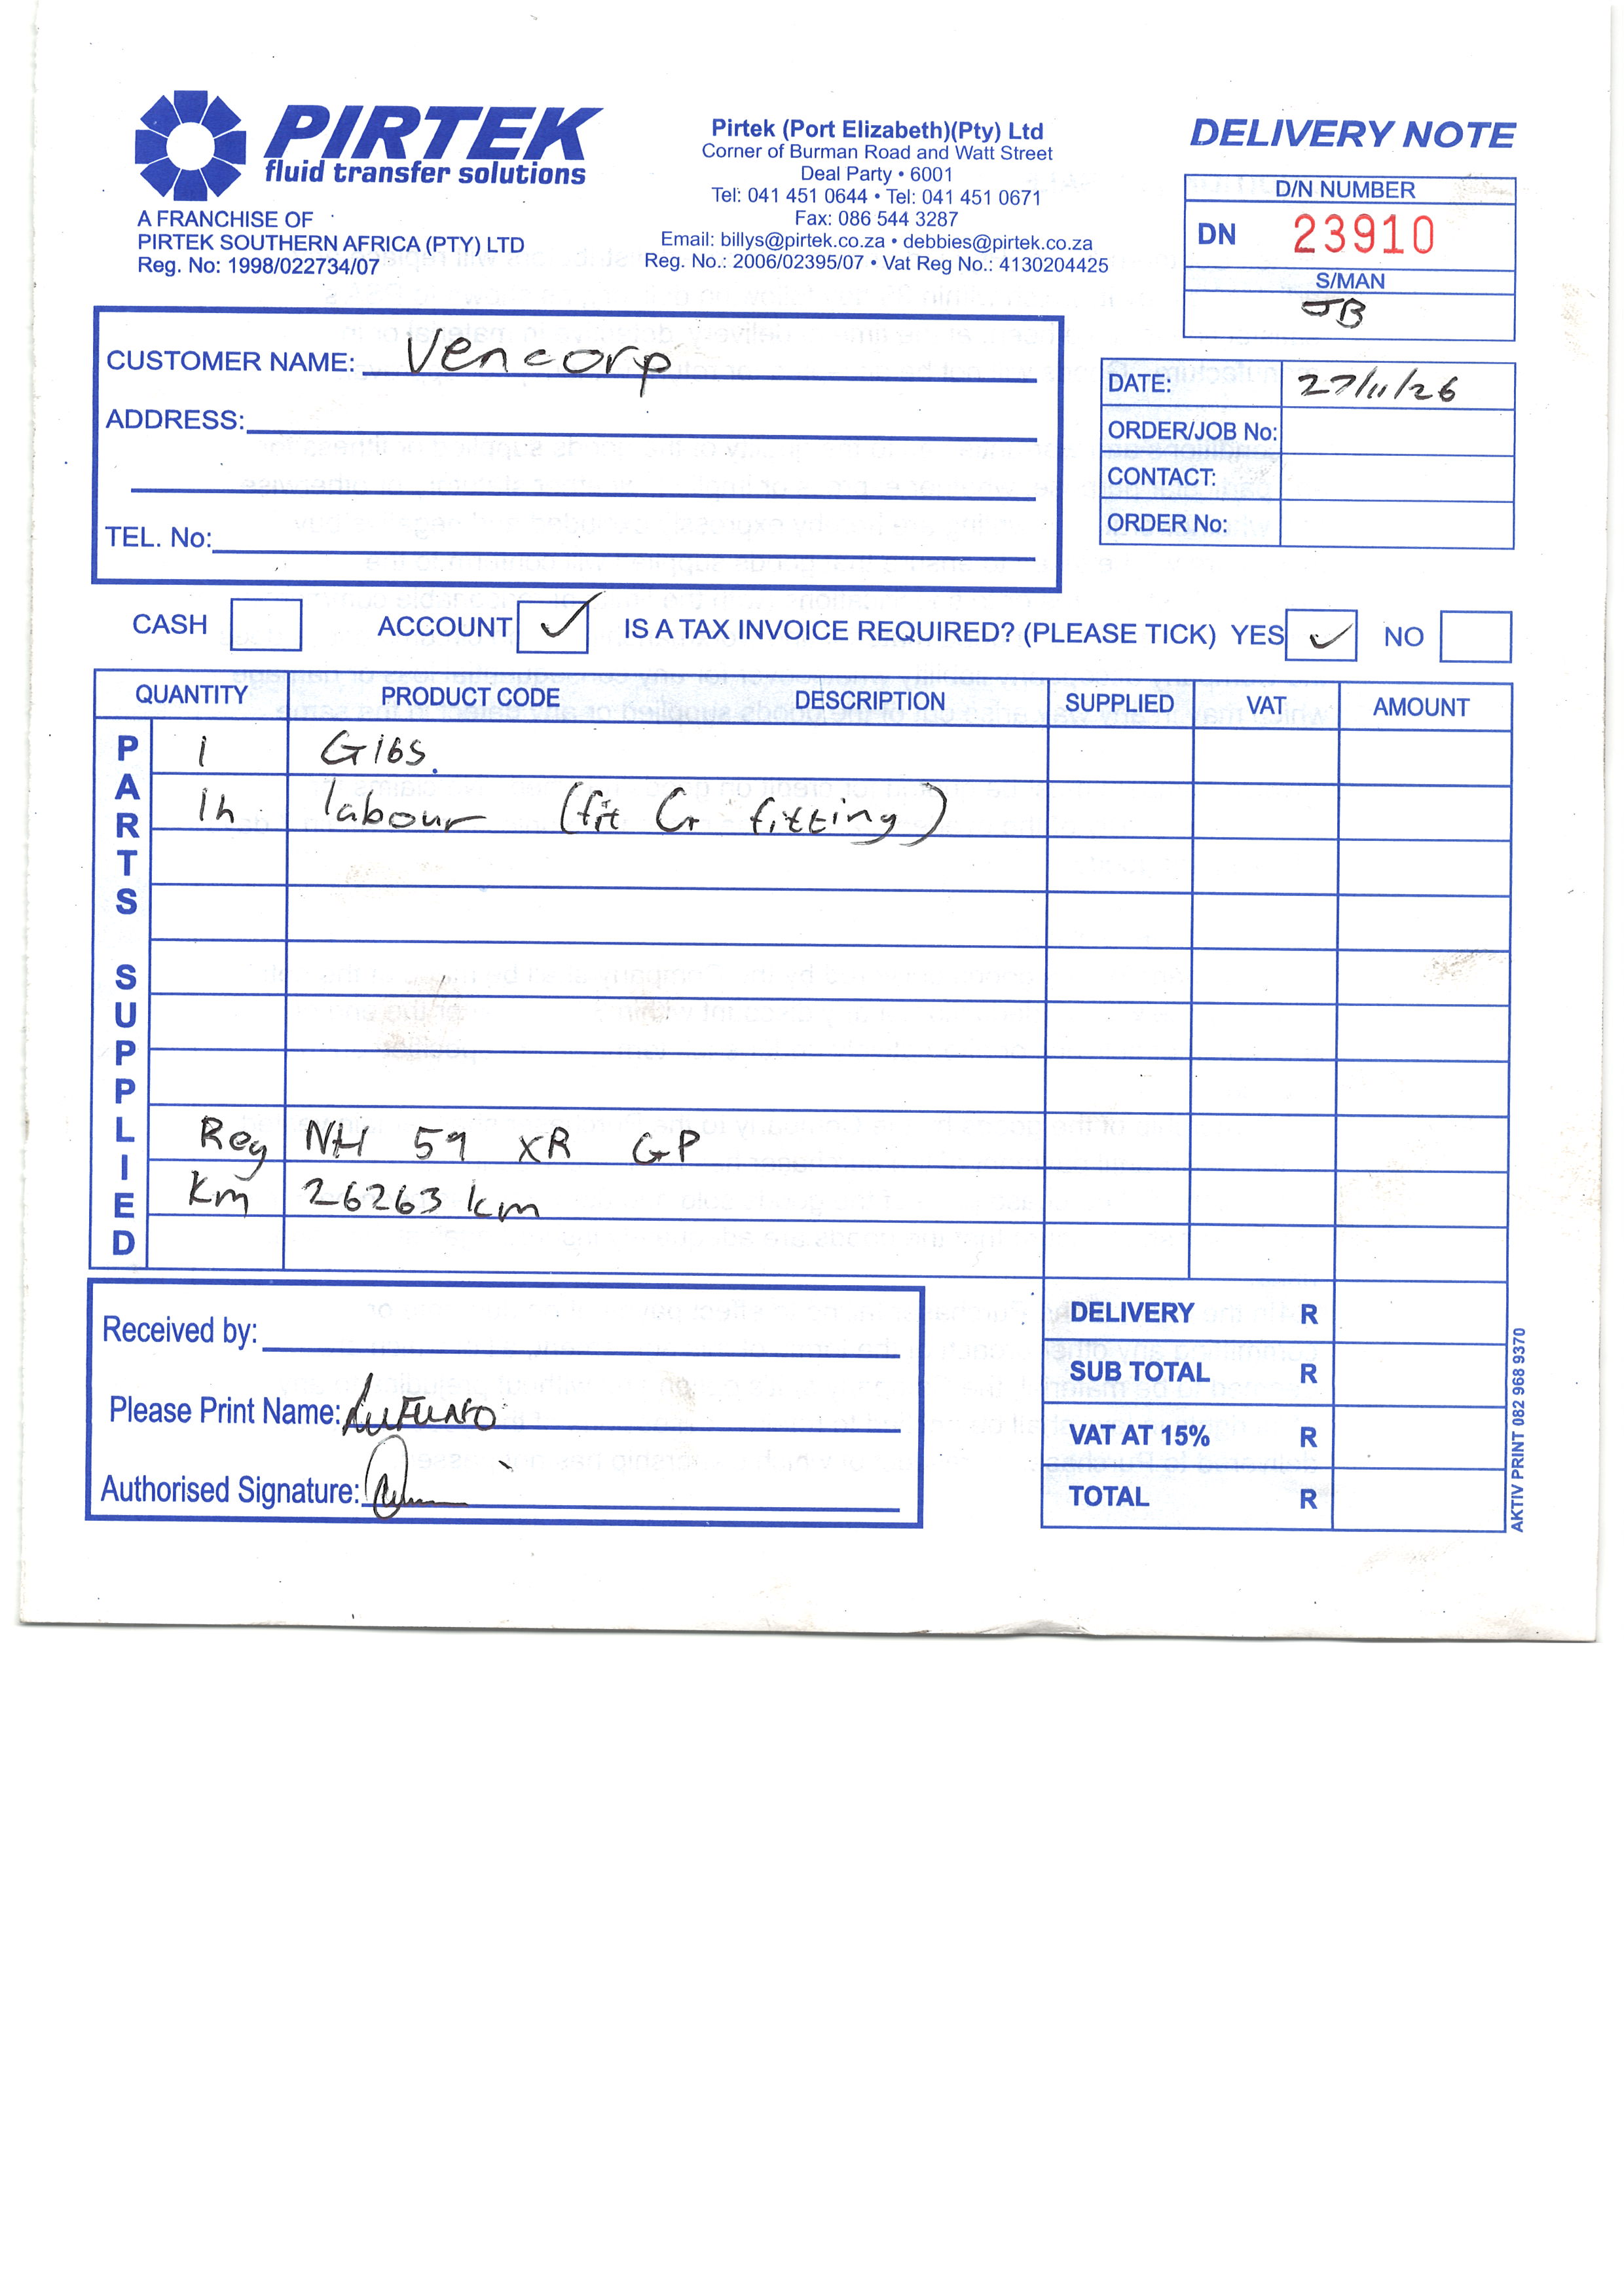 PIRTEK
fluid transfer solutions
A FRANCHISE OF
PIRTEK SOUTHERN AFRICA (PTY) LTD
Reg. No: 1998/022734/07
Pirtek (Port Elizabeth)(Pty) Ltd
Corner of Burman Road and Watt Street
Deal Party • 6001
Tel: 041 451 0644 • Tel: 041 451 0671
Fax: 086 544 3287
Email: billys@pirtek.co.za • debbies@pirtek.co.za
Reg. No.: 2006/02395/07 • Vat Reg No.: 4130204425
DELIVERY NOTE
D/N NUMBER
DN 23910
S/MAN
JB
CUSTOMER NAME: Vencorp
ADDRESS:
TEL. No:
DATE: 27/11/26
ORDER/JOB No:
CONTACT:
ORDER No:
CASH ACCOUNT ✓ IS A TAX INVOICE REQUIRED? (PLEASE TICK) YES ✓ NO
QUANTITY PRODUCT CODE DESCRIPTION SUPPLIED VAT AMOUNT
PARTS SUPPLIED
1 G16S.
1h labour (fit G fitting)
Reg NH 59 XR GP
Km 26263 km
Received by:
Please Print Name:
Authorised Signature:
DELIVERY R
SUB TOTAL R
VAT AT 15% R
TOTAL R
AKTIV PRINT 082 968 9370